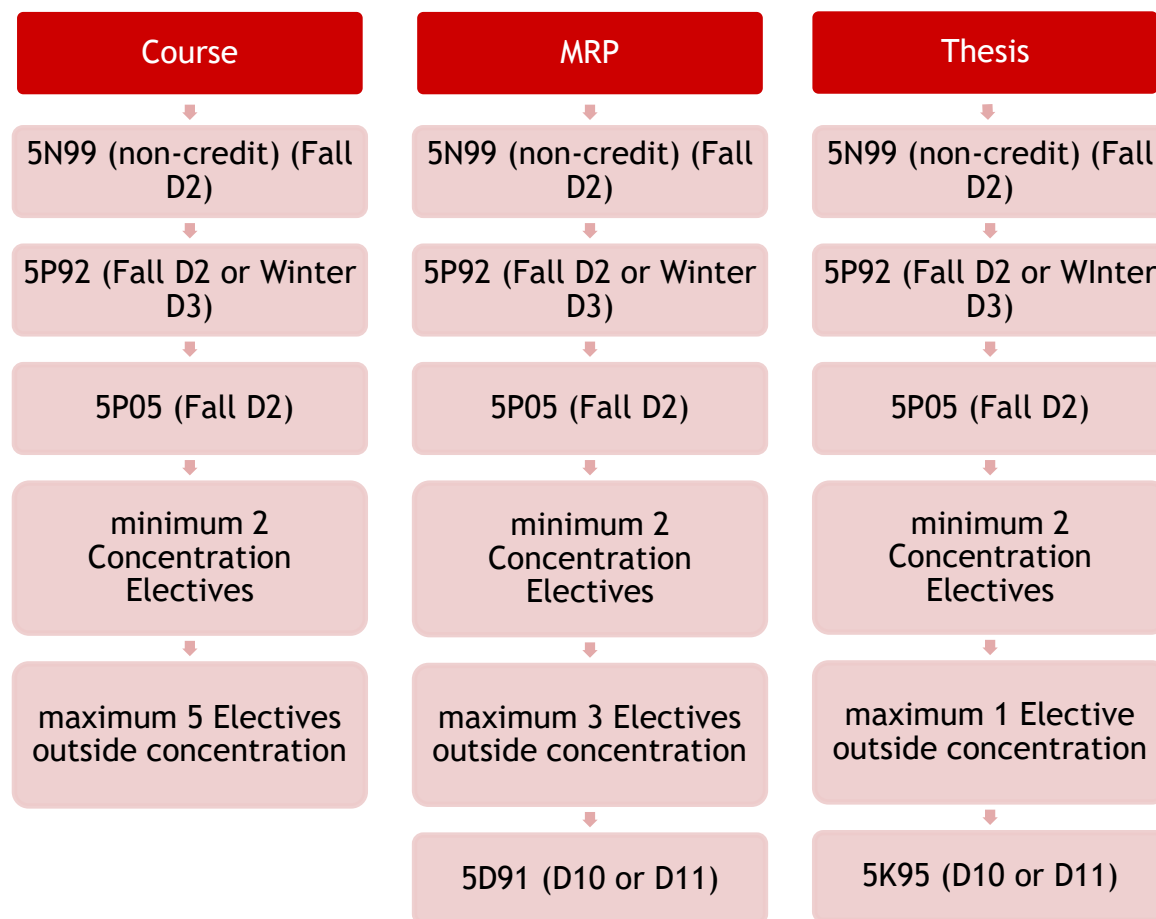 Course
5N99 (non-credit) (Fall
D2)
5P92 (Fall D2 or Winter
D3)
5P05 (Fall D2)
minimum 2
Concentration
Electives
maximum 5 Electives
outside concentration
MRP
5N99 (non-credit) (Fall
D2)
5P92 (Fall D2 or Winter
D3)
5P05 (Fall D2)
minimum 2
Concentration
Electives
maximum 3 Electives
outside concentration
5D91 (D10 or D11)
Thesis
5N99 (non-credit) (Fall
D2)
5P92 (Fall D2 or WInter
D3)
5P05 (Fall D2)
minimum 2
Concentration
Electives
maximum 1 Elective
outside concentration
5K95 (D10 or D11)